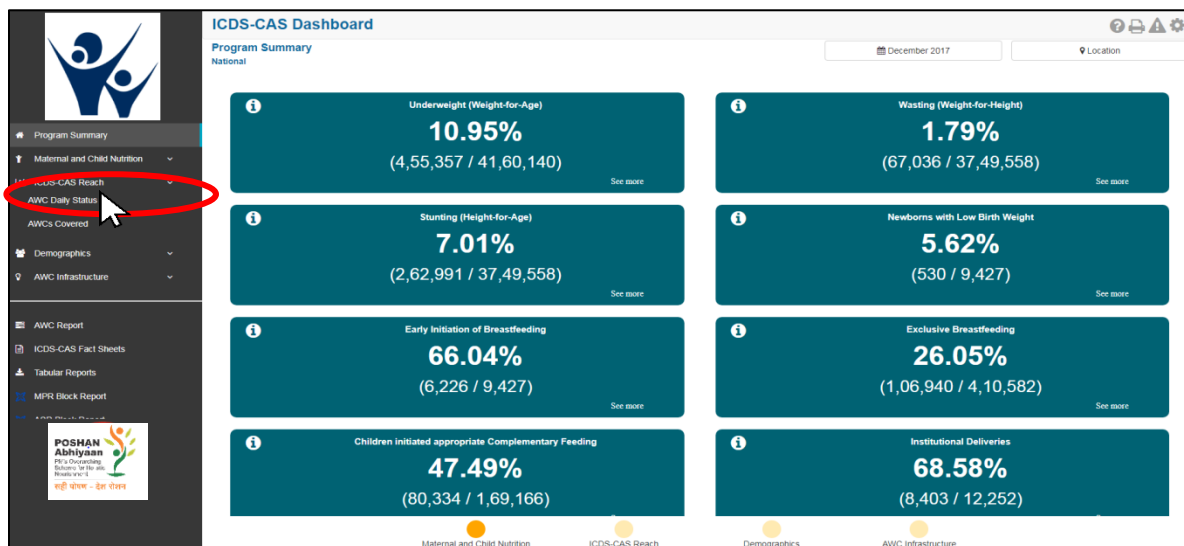 ICDS-CAS Dashboard
Program Summary
National
December 2017
Location
Program Summary
Maternal and Child Nutrition
ICDS-CAS Reach
AWC Daily Status
AWCs Covered
Demographics
AWC Infrastructure
AWC Report
ICDS-CAS Fact Sheets
Tabular Reports
MPR Block Report
POSHAN
Abhiyaan
PM's Overarching
सही पोषण - देश रोशन
Underweight (Weight-for-Age)
10.95%
(4,55,357 / 41,60,140)
See more
Wasting (Weight-for-Height)
1.79%
(67,036 / 37,49,558)
See more
Stunting (Height-for-Age)
7.01%
(2,62,991 / 37,49,558)
See more
Newborns with Low Birth Weight
5.62%
(530 / 9,427)
See more
Early Initiation of Breastfeeding
66.04%
(6,226 / 9,427)
See more
Exclusive Breastfeeding
26.05%
(1,06,940 / 4,10,582)
See more
Children initiated appropriate Complementary Feeding
47.49%
(80,334 / 1,69,166)
Institutional Deliveries
68.58%
(8,403 / 12,252)
Maternal and Child Nutrition
ICDS-CAS Reach
Demographics
AWC Infrastructure